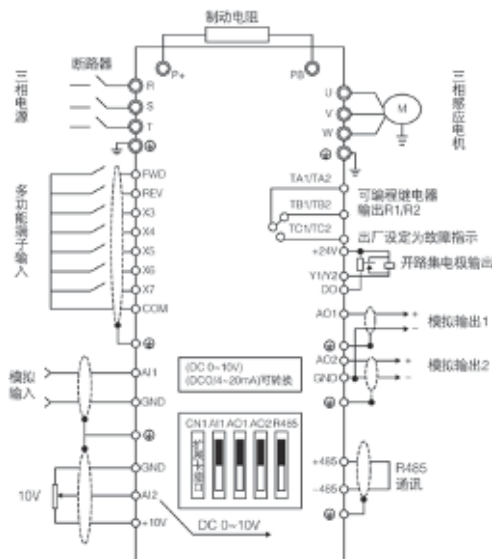 制动电阻
P+
PB
三相电源
断路器
R
S
T
U
V
W
M
三相感应电机
多功能端子输入
FWD
REV
X3
X4
X5
X6
X7
COM
TA1/TA2
TB1/TB2
TC1/TC2
可编程继电器
输出R1/R2
出厂设定为故障指示
+24V
Y1/Y2
DO
开路集电极输出
AO1
+
模拟输出1
−
AO2
+
模拟输出2
GND
−
模拟
输入
AI1
GND
(DC 0~10V)
(DC0/4~20mA)可转换
CN1 AI1 AO1 AO2 R485
扩展卡接口
GND
10V
AI2
+10V
DC 0~10V
+485
-485
R485
通讯